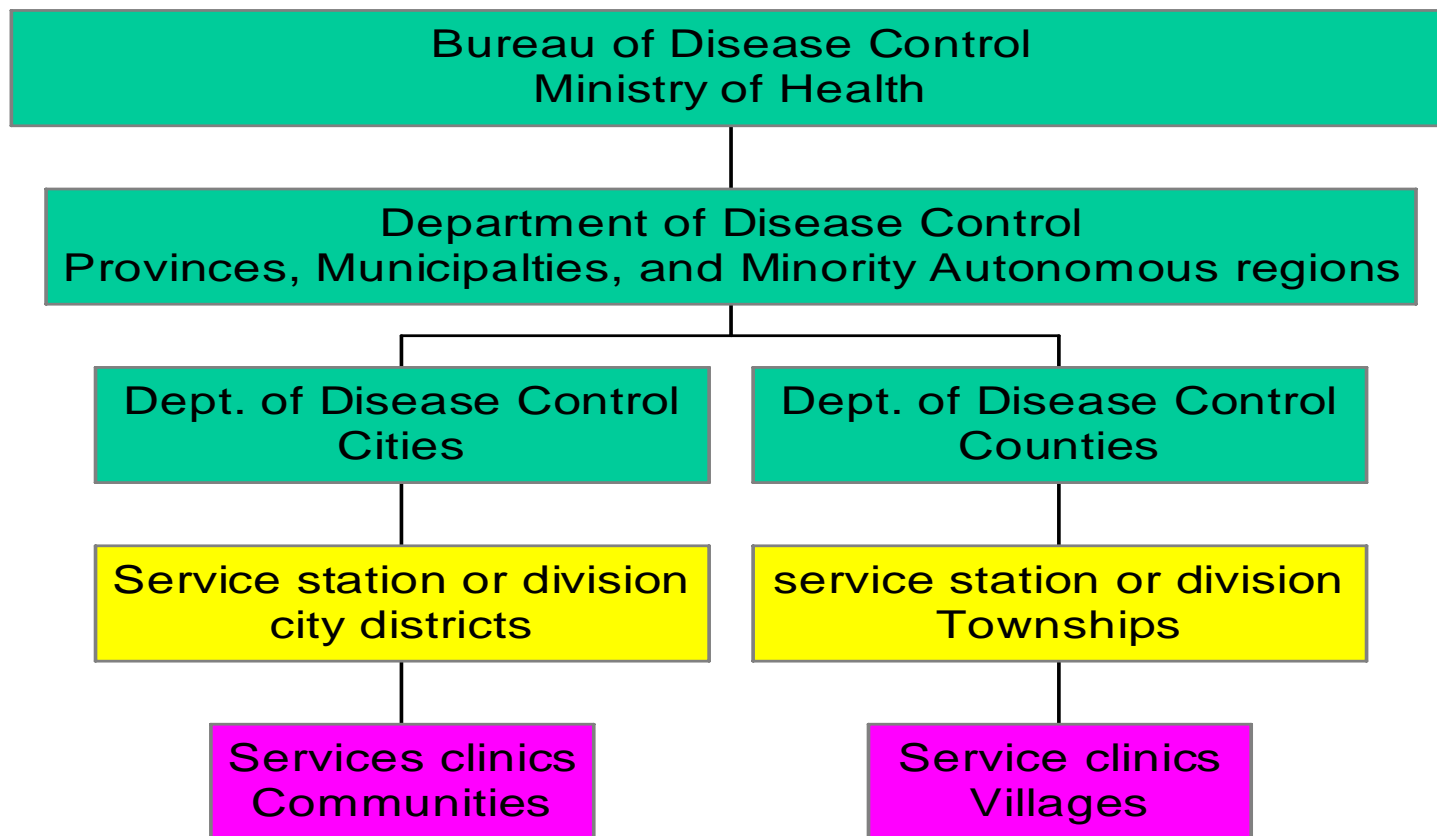 Bureau of Disease Control
Ministry of Health
Department of Disease Control
Provinces, Municipalties, and Minority Autonomous regions
Dept. of Disease Control
Cities
Dept. of Disease Control
Counties
Service station or division
city districts
service station or division
Townships
Services clinics
Communities
Service clinics
Villages